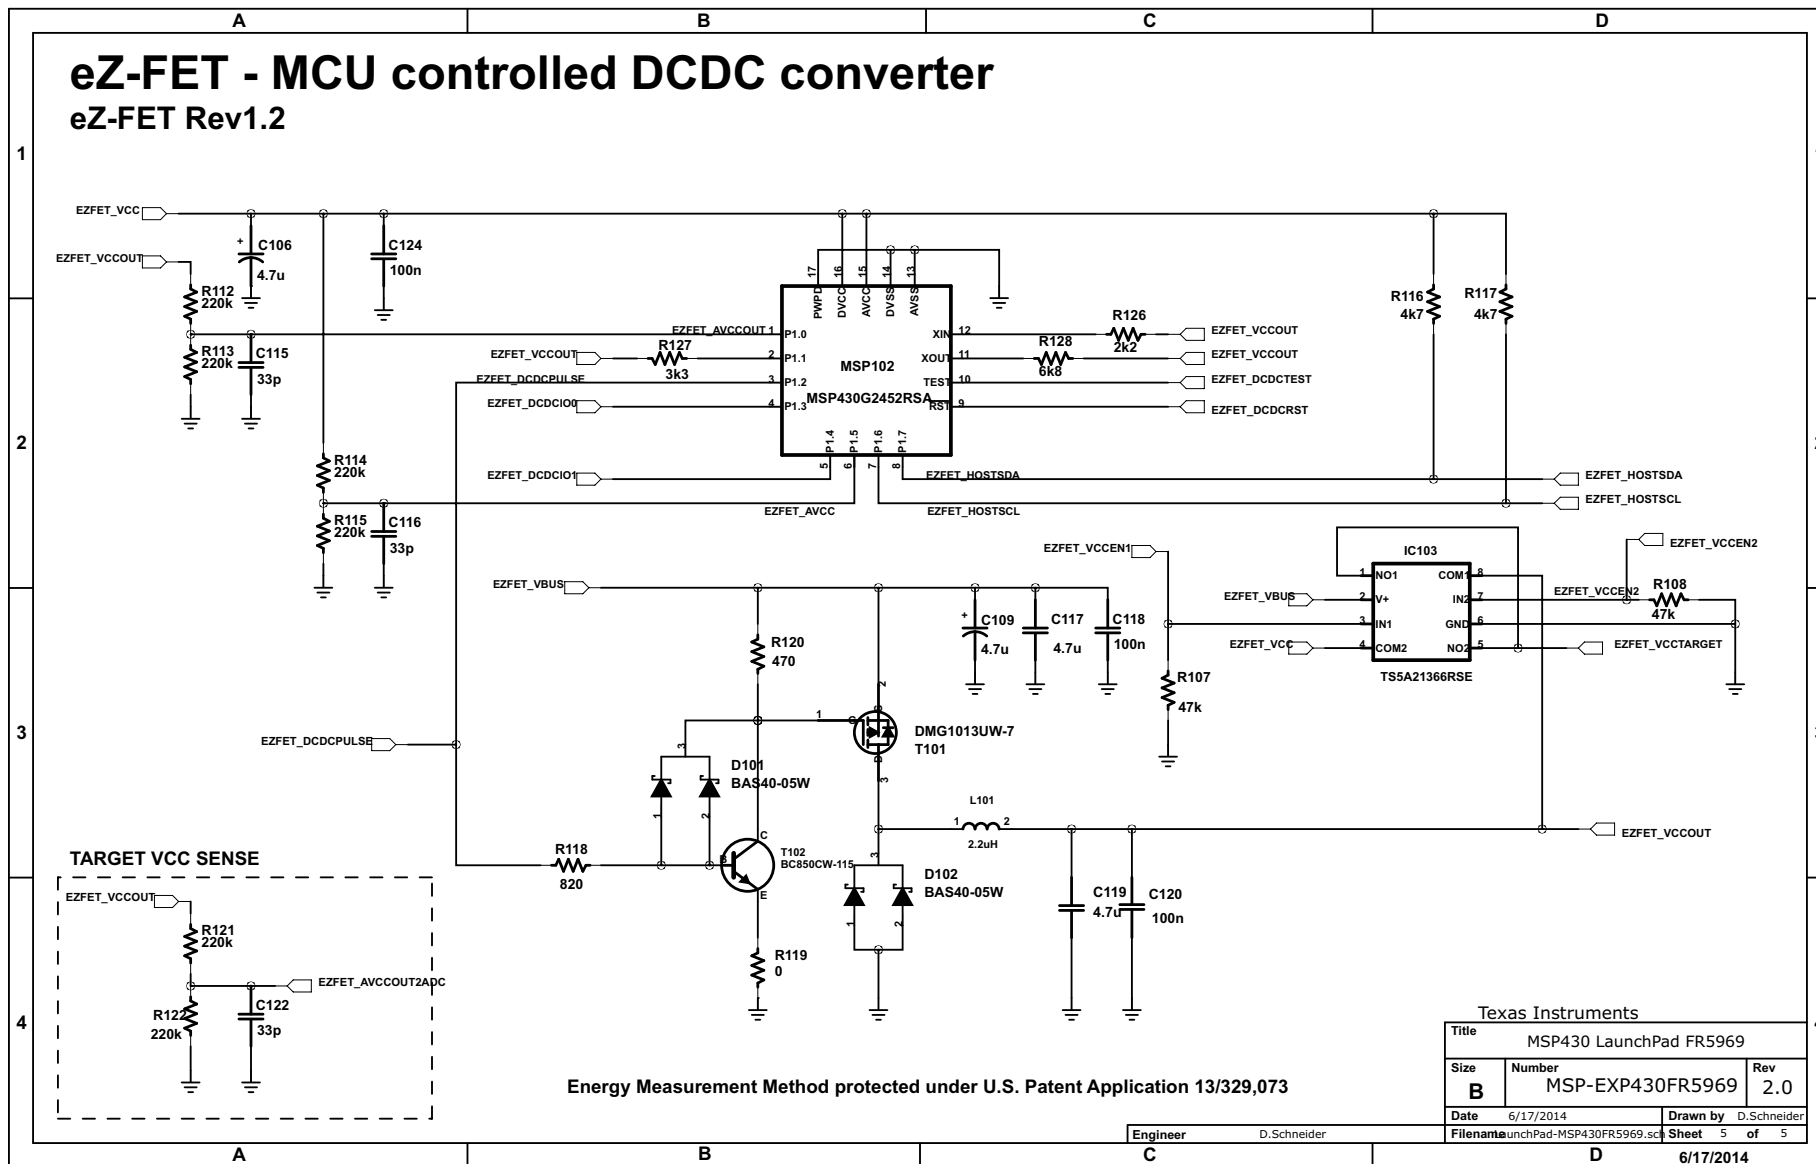 A B C D
eZ-FET - MCU controlled DCDC converter
eZ-FET Rev1.2
1
EZFET_VCC
EZFET_VCCOUT
C106
4.7u
C124
100n
R112
220k
R113
220k
C115
33p
EZFET_AVCCOUT
EZFET_VCCOUT
R127
3k3
EZFET_DCDCPULSE
EZFET_DCDCIO0
17 16 15 14 13
PWPD DVCC AVCC DVSS AVSS
1 P1.0
2 P1.1
3 P1.2
4 P1.3
MSP102
MSP430G2452RSA
XIN 12
XOUT 11
TEST 10
RST 9
P1.4 P1.5 P1.6 P1.7
5 6 7 8
R126
2k2
EZFET_VCCOUT
R128
6k8
EZFET_VCCOUT
EZFET_DCDCTEST
EZFET_DCDCRST
R116
4k7
R117
4k7
2
R114
220k
R115
220k
C116
33p
EZFET_DCDCIO1
EZFET_AVCC
EZFET_HOSTSDA
EZFET_HOSTSCL
EZFET_HOSTSDA
EZFET_HOSTSCL
EZFET_VCCEN1
EZFET_VCCEN2
IC103
1 NO1 COM1 8
2 V+ IN2 7
3 IN1 GND 6
4 COM2 NO2 5
TS5A21366RSE
EZFET_VBUS
EZFET_VCC
EZFET_VCCEN2
R108
47k
EZFET_VCCTARGET
EZFET_VBUS
R120
470
C109
4.7u
C117
4.7u
C118
100n
R107
47k
3
EZFET_DCDCPULSE
3
D101
BAS40-05W
1 2
1
2
G S D
3
DMG1013UW-7
T101
L101
1 2
2.2uH
EZFET_VCCOUT
R118
820
B C E
T102
BC850CW-115
3
D102
BAS40-05W
1 2
C119
4.7u
C120
100n
R119
0
TARGET VCC SENSE
EZFET_VCCOUT
R121
220k
EZFET_AVCCOUT2ADC
R122
220k
C122
33p
4
Energy Measurement Method protected under U.S. Patent Application 13/329,073
Texas Instruments
Title
MSP430 LaunchPad FR5969
Size
B
Number
MSP-EXP430FR5969
Rev
2.0
Date 6/17/2014
Drawn by D.Schneider
Engineer D.Schneider
Filename aunchPad-MSP430FR5969.sch
Sheet 5 of 5
A B C D
6/17/2014